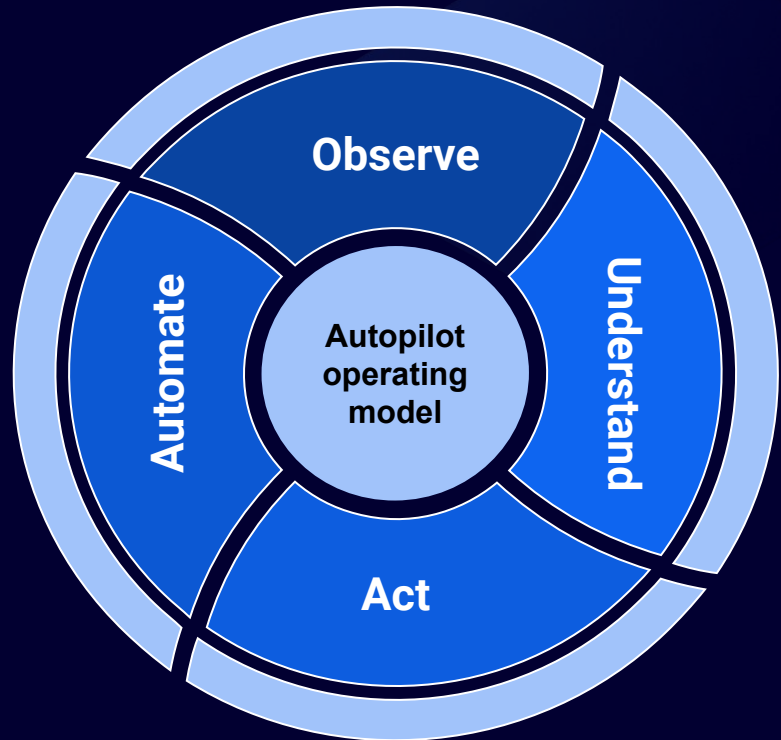 Observe
Understand
Act
Automate
Autopilot
operating
model